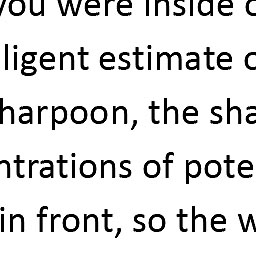 you were inside
lligent estimate
harpoon, the sha
ntrations of pote
in front, so the w